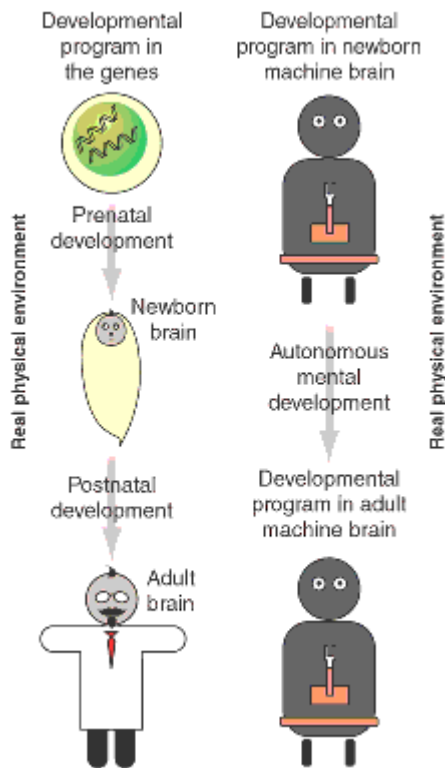 Developmental
program in
the genes
Prenatal
development
Newborn
brain
Postnatal
development
Adult
brain
Real physical environment
Developmental
program in newborn
machine brain
Autonomous
mental
development
Developmental
program in adult
machine brain
Real physical environment